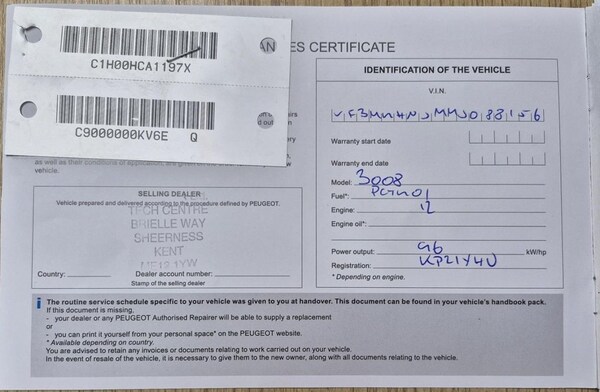 C1H00HCA1197X
C9000000KV6E Q
AN
ES CERTIFICATE
IDENTIFICATION OF THE VEHICLE
V.I.N.
Warranty start date
Warranty end date
Model: 3008
Fuel*: Petrol
Engine: 12
Engine oil*:
Power output: 96 kW/hp
Registration: KP21Y4U
* Depending on engine.
as well as their conditions of application,
vehicle.
SELLING DEALER
Vehicle prepared and delivered according to the procedure defined by PEUGEOT.
TECH CENTRE
BRIELLE WAY
SHEERNESS
KENT
ME12 1YW
Country: Dealer account number:
Stamp of the selling dealer
i The routine service schedule specific to your vehicle was given to you at handover. This document can be found in your vehicle's handbook pack.
If this document is missing,
- your dealer or any PEUGEOT Authorised Repairer will be able to supply a replacement
or
- you can print it yourself from your personal space* on the PEUGEOT website.
* Available depending on country.
You are advised to retain any invoices or documents relating to work carried out on your vehicle.
In the event of resale of the vehicle, it is necessary to give them to the new owner, along with all documents relating to the vehicle.